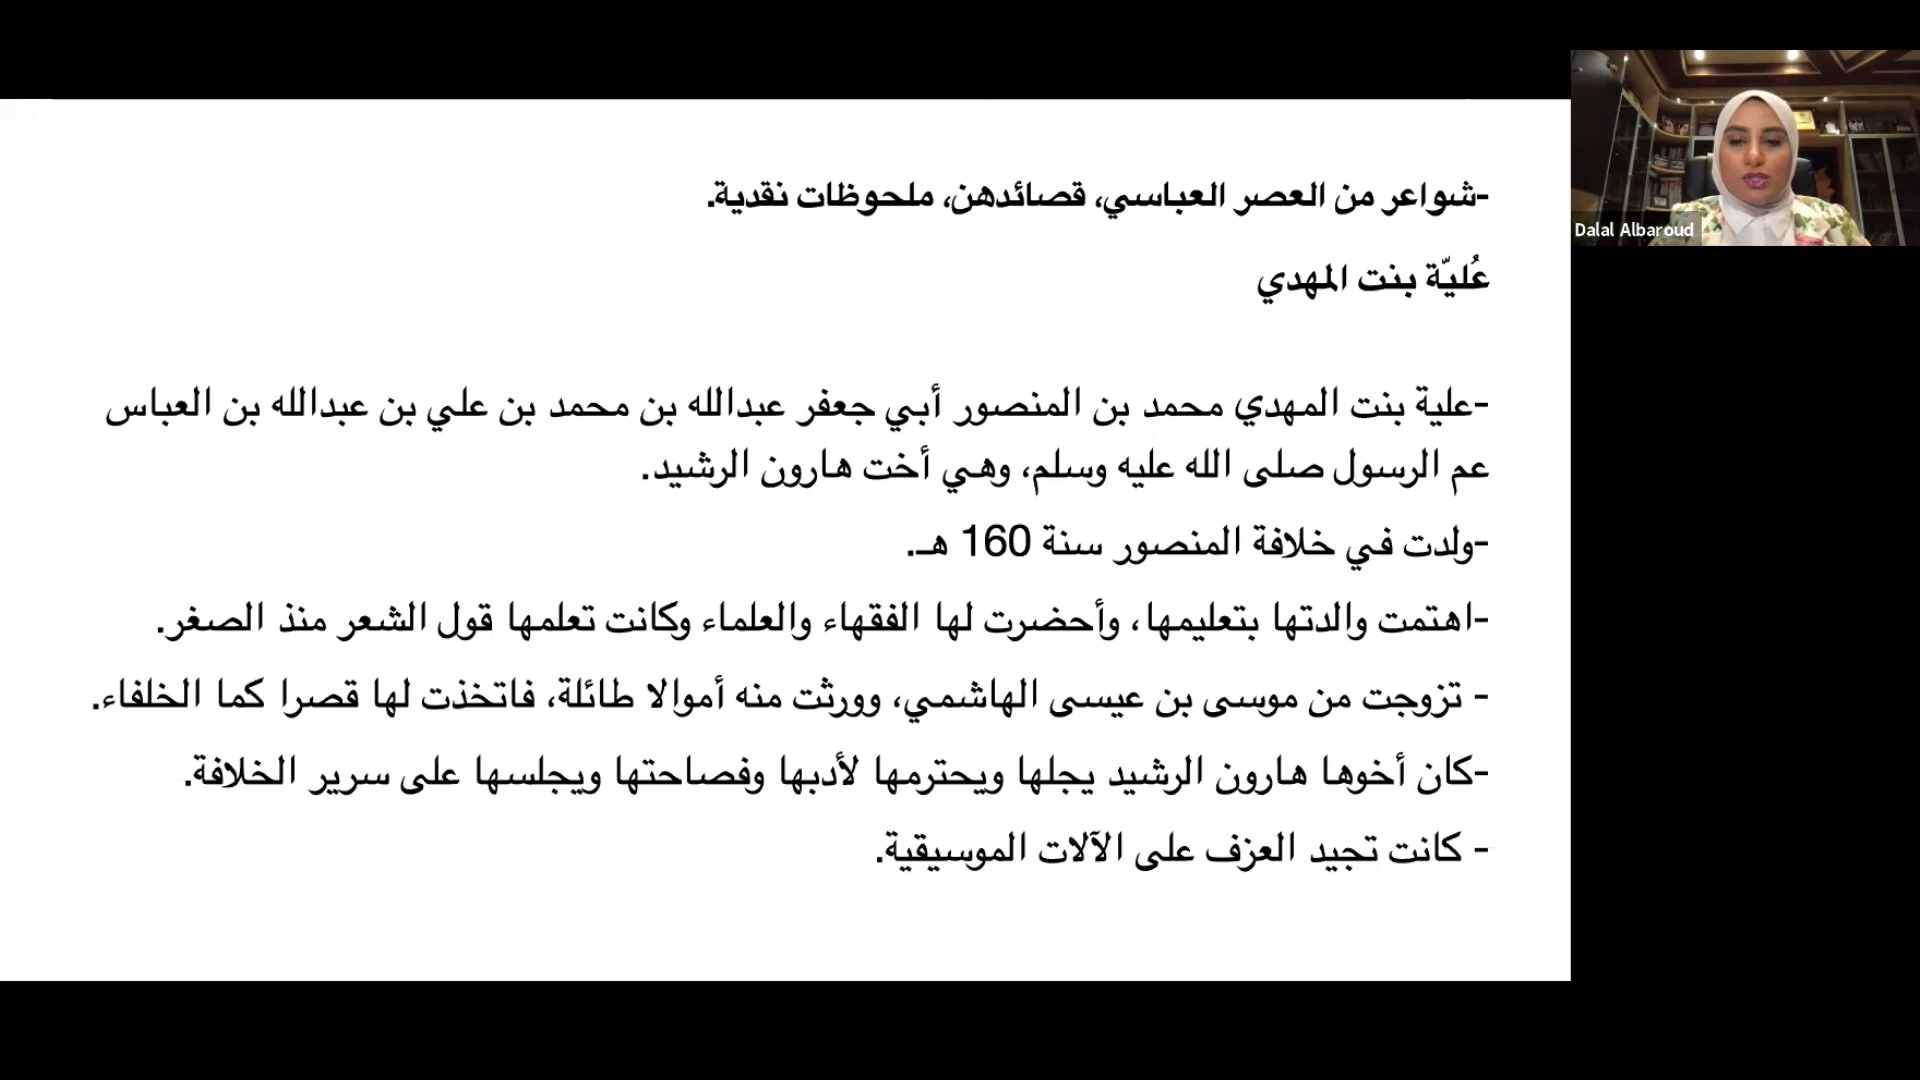 -شواعر من العصر العباسي، قصائدهن، ملحوظات نقدية.
عُليّة بنت المهدي
-علية بنت المهدي محمد بن المنصور أبي جعفر عبدالله بن محمد بن علي بن عبدالله بن العباس
عم الرسول صلى الله عليه وسلم، وهي أخت هارون الرشيد.
-ولدت في خلافة المنصور سنة 160 هـ.
-اهتمت والدتها بتعليمها، وأحضرت لها الفقهاء والعلماء وكانت تعلمها قول الشعر منذ الصغر.
- تزوجت من موسى بن عيسى الهاشمي، وورثت منه أموالا طائلة، فاتخذت لها قصرا كما الخلفاء.
-كان أخوها هارون الرشيد يجلها ويحترمها لأدبها وفصاحتها ويجلسها على سرير الخلافة.
- كانت تجيد العزف على الآلات الموسيقية.
Dalal Albaroud